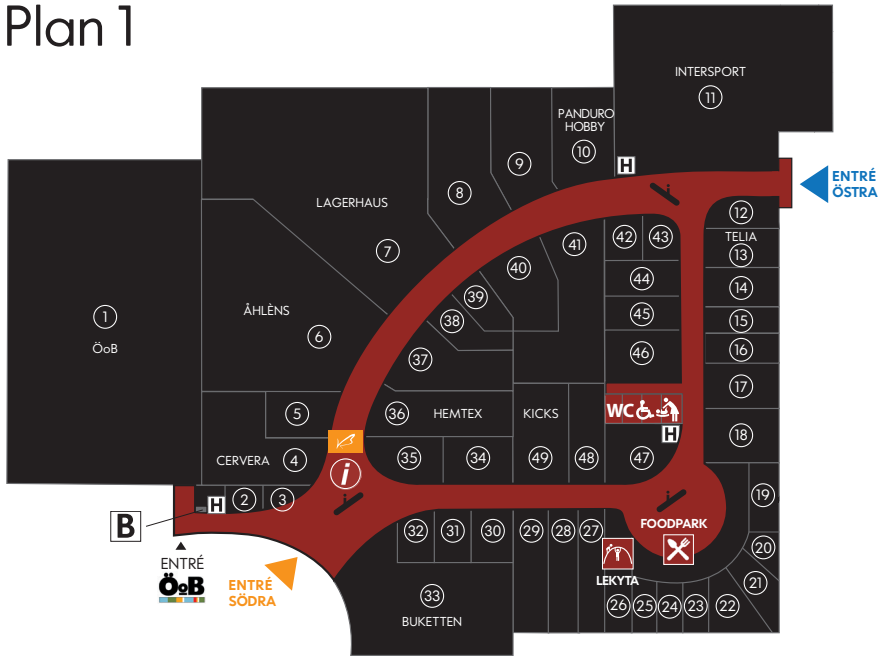 Plan 1
INTERSPORT
11
PANDURO
HOBBY
10
9
8
LAGERHAUS
7
ENTRÉ
ÖSTRA
12
TELIA
13
14
15
16
17
18
19
20
21
22
23
24
25
26
H
42
43
44
45
46
41
40
39
38
37
ÅHLÈNS
6
1
ÖoB
5
CERVERA
4
36
HEMTEX
KICKS
WC
H
35
34
49
48
47
i
H
2
3
B
32
31
30
29
28
27
FOODPARK
LEKYTA
33
BUKETTEN
ENTRÉ
ÖoB
ENTRÉ
SÖDRA
i
i
i